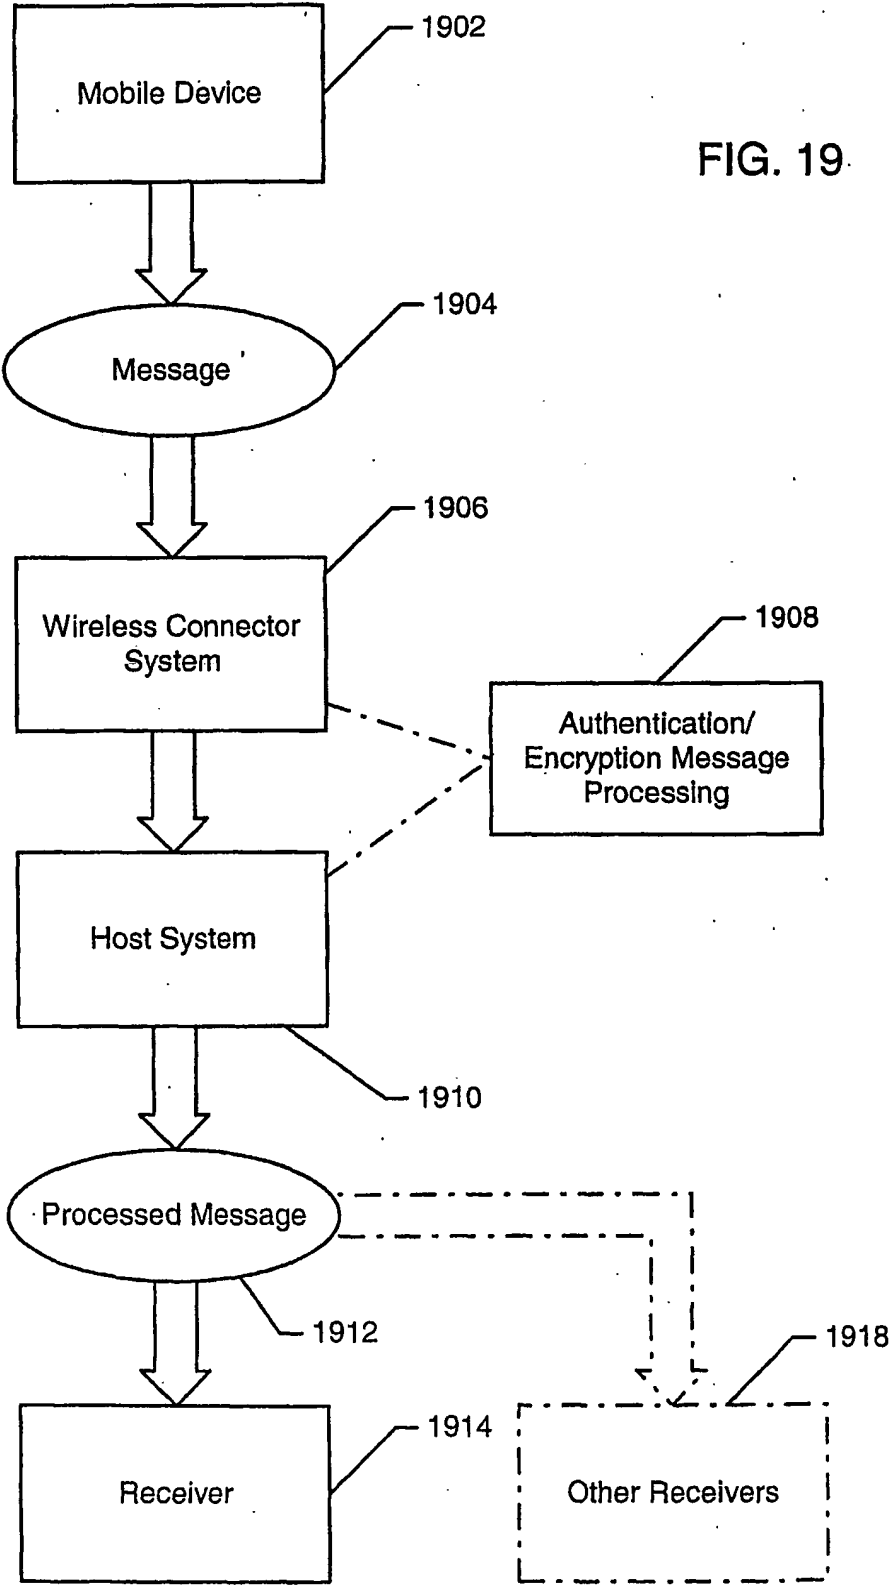 1902
Mobile Device
FIG. 19
1904
Message
1906
Wireless Connector
System
1908
Authentication/
Encryption Message
Processing
Host System
1910
Processed Message
1912
1918
1914
Receiver
Other Receivers